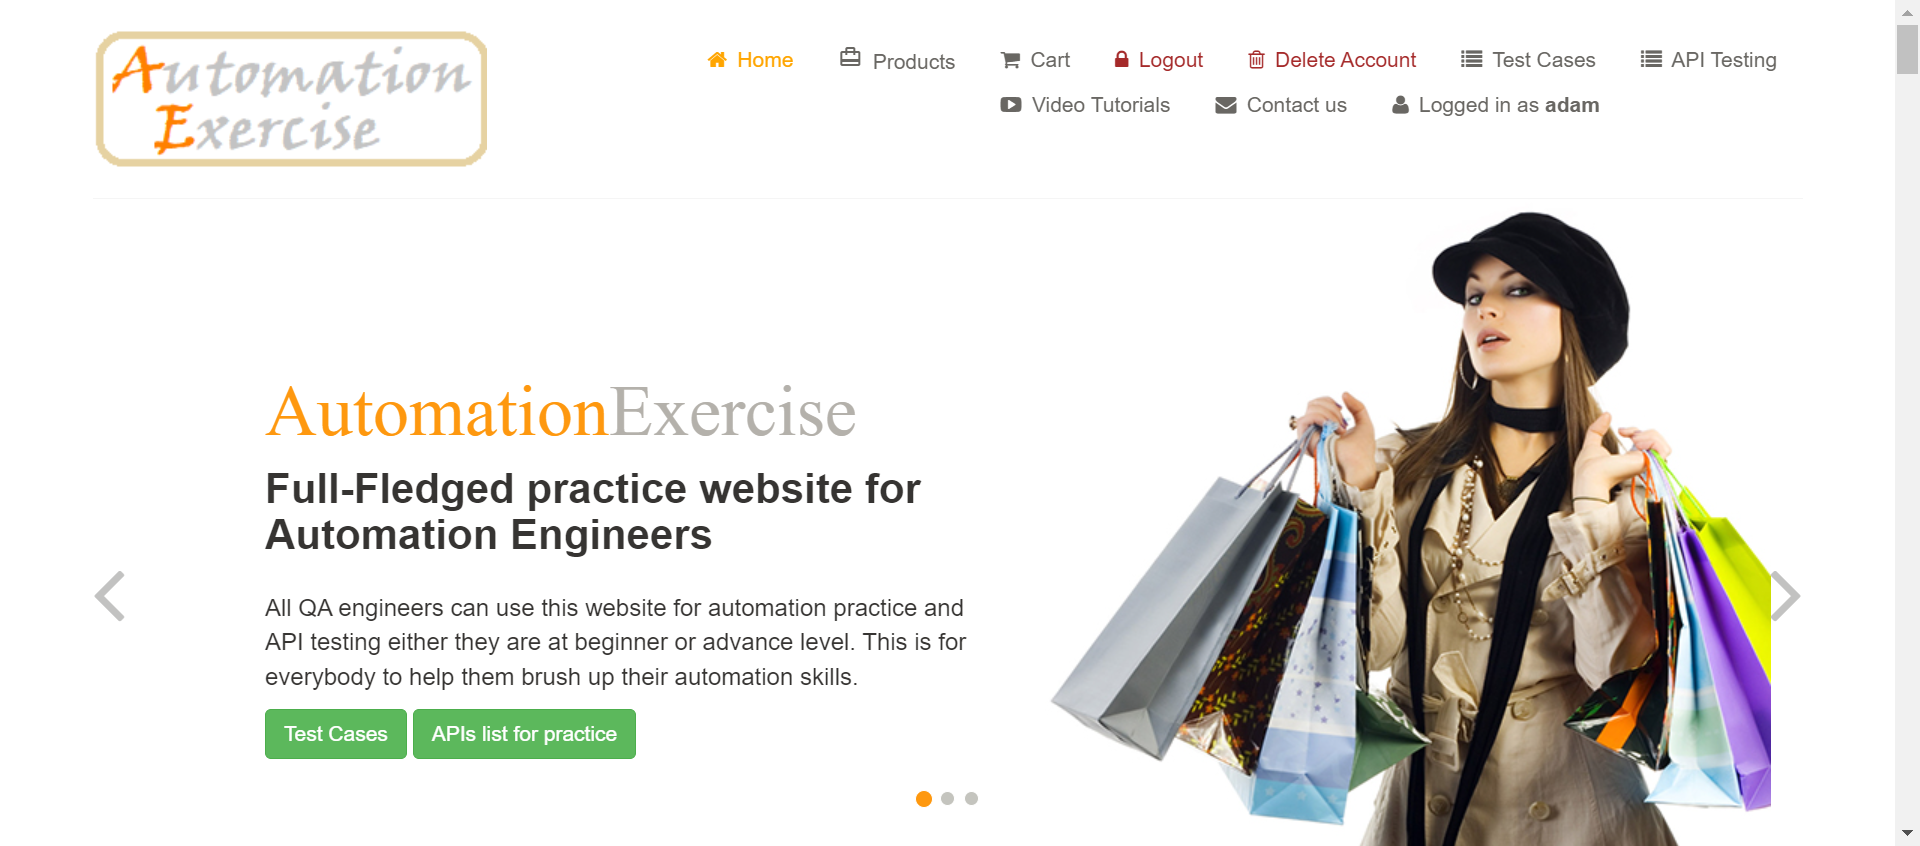 Automation
Exercise
Home Products Cart Logout Delete Account Test Cases API Testing
Video Tutorials Contact us Logged in as adam
AutomationExercise
Full-Fledged practice website for
Automation Engineers
All QA engineers can use this website for automation practice and
API testing either they are at beginner or advance level. This is for
everybody to help them brush up their automation skills.
Test Cases APIs list for practice